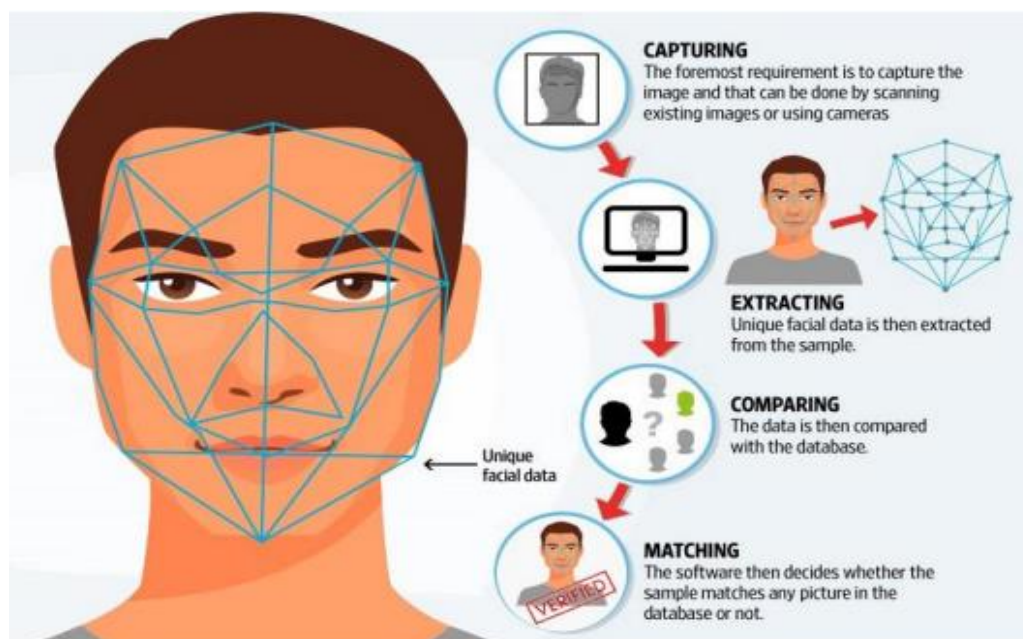 CAPTURING
The foremost requirement is to capture the
image and that can be done by scanning
existing images or using cameras
EXTRACTING
Unique facial data is then extracted
from the sample.
COMPARING
The data is then compared
with the database.
?
Unique
facial data
MATCHING
The software then decides whether the
sample matches any picture in the
database or not.
VERIFIED